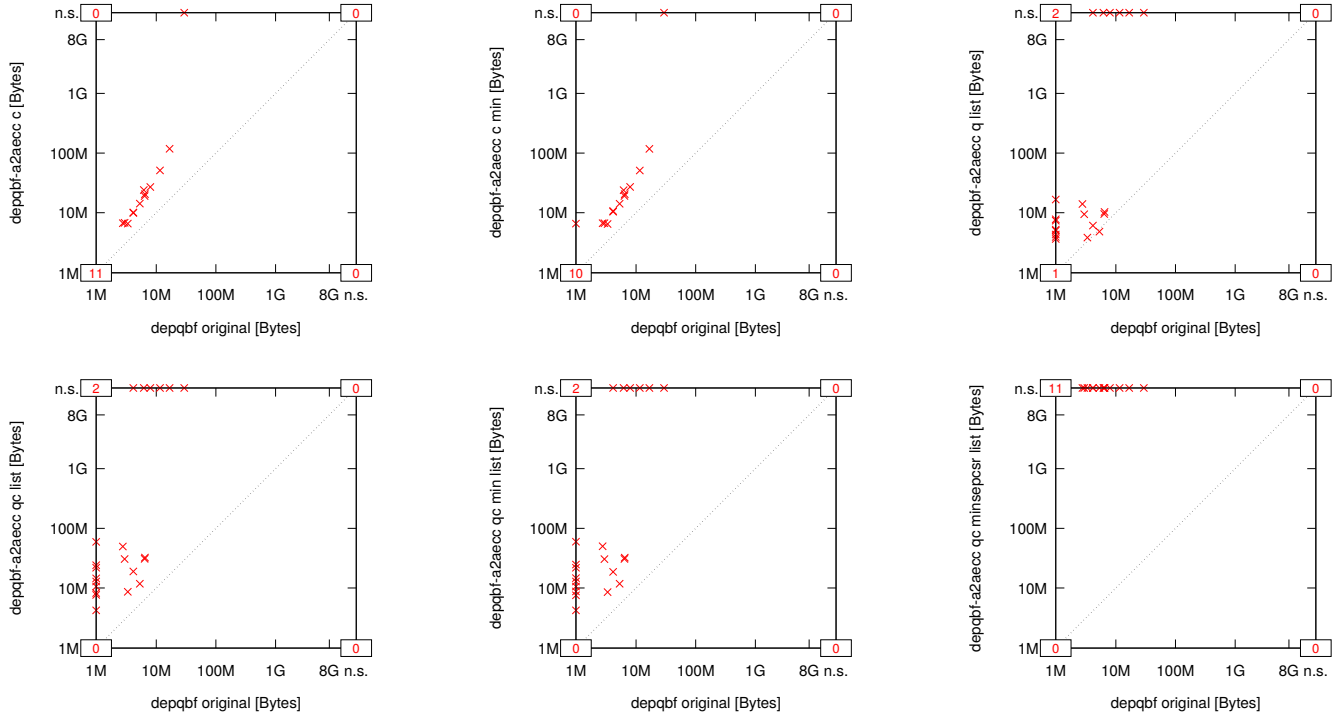 n.s.
8G
1G
100M
10M
1M
0
0
11
0
1M
10M
100M
1G
8G n.s.
depqbf original [Bytes]
depqbf-a2aecc c [Bytes]
n.s.
8G
1G
100M
10M
1M
0
0
10
0
1M
10M
100M
1G
8G n.s.
depqbf original [Bytes]
depqbf-a2aecc c min [Bytes]
n.s.
8G
1G
100M
10M
1M
2
0
1
0
1M
10M
100M
1G
8G n.s.
depqbf original [Bytes]
depqbf-a2aecc q list [Bytes]
n.s.
8G
1G
100M
10M
1M
2
0
0
0
1M
10M
100M
1G
8G n.s.
depqbf original [Bytes]
depqbf-a2aecc qc list [Bytes]
n.s.
8G
1G
100M
10M
1M
2
0
0
0
1M
10M
100M
1G
8G n.s.
depqbf original [Bytes]
depqbf-a2aecc qc min list [Bytes]
n.s.
8G
1G
100M
10M
1M
11
0
0
0
1M
10M
100M
1G
8G n.s.
depqbf original [Bytes]
depqbf-a2aecc qc minsepcsr list [Bytes]